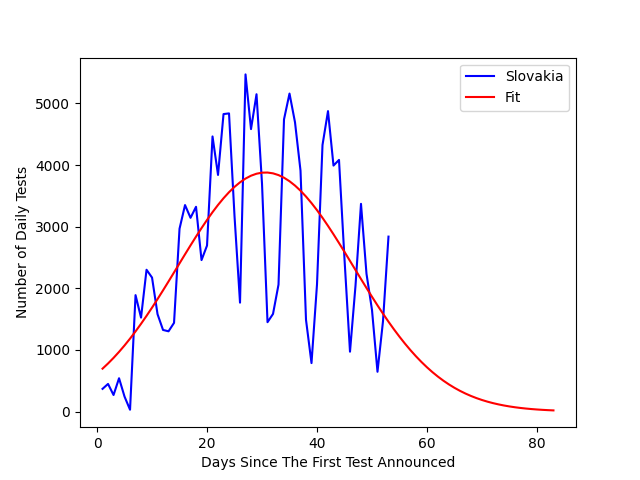 Slovakia
Fit
5000
4000
3000
2000
1000
0
Number of Daily Tests
0 20 40 60 80
Days Since The First Test Announced